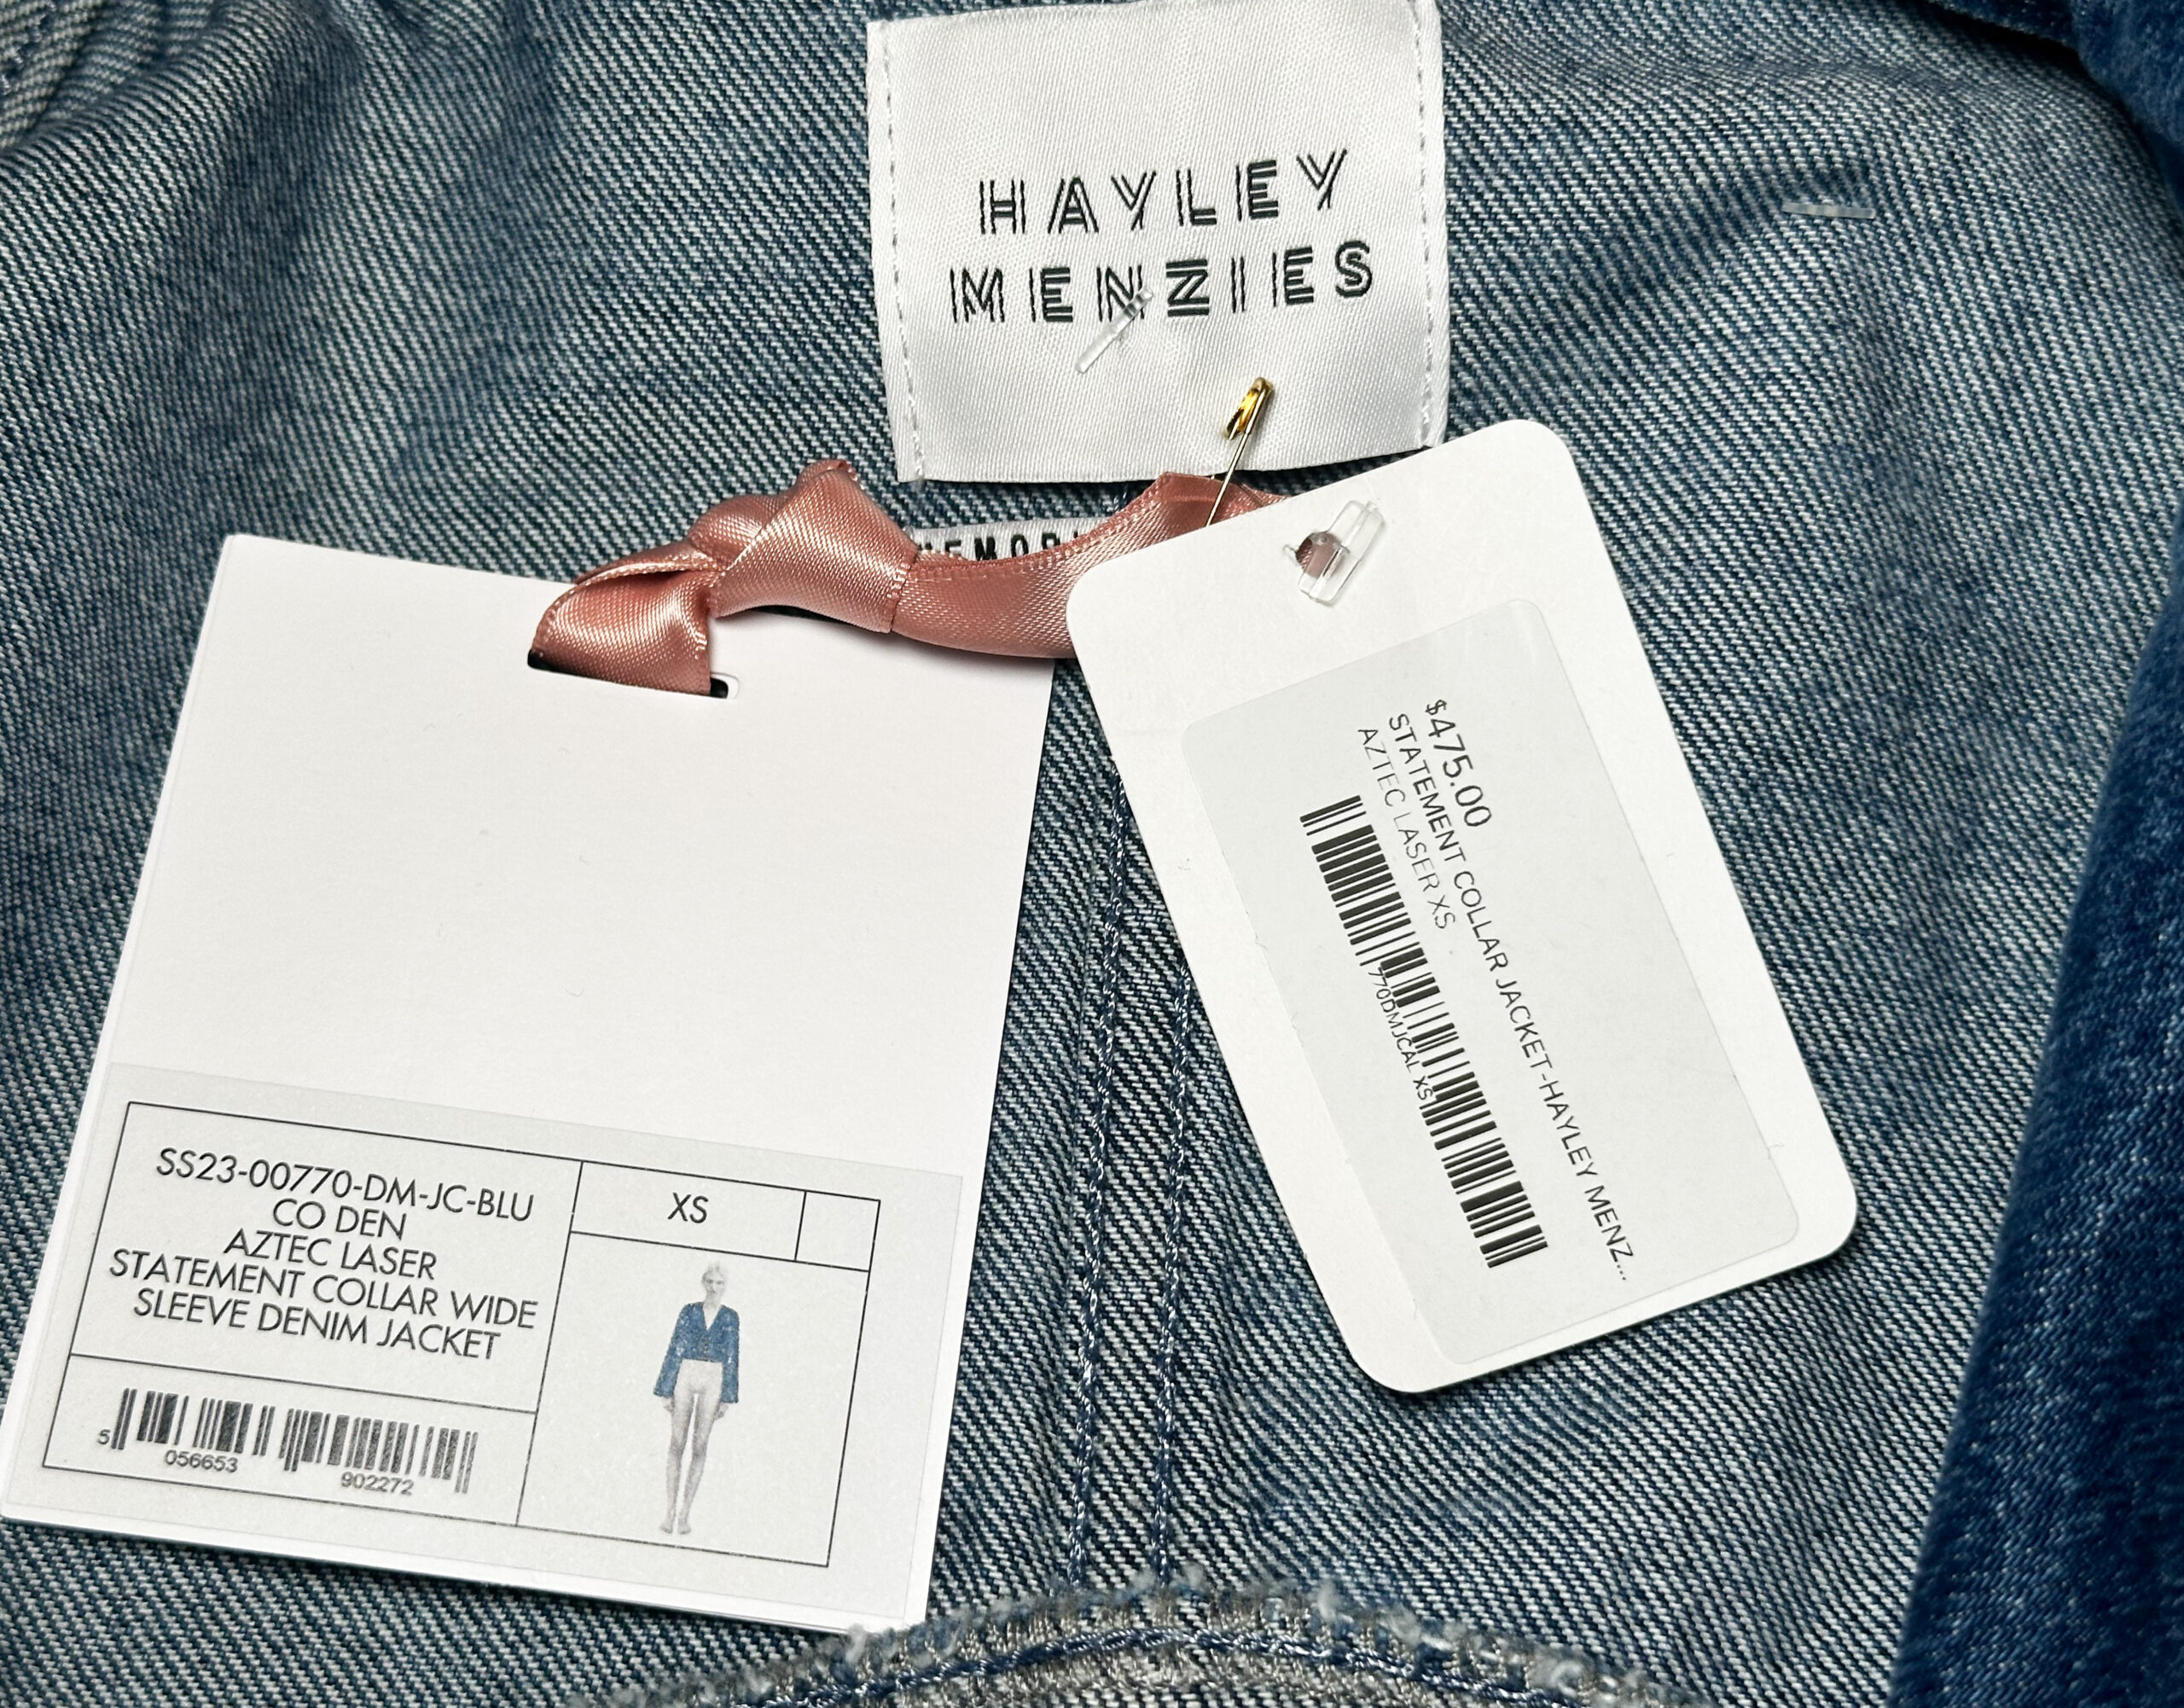 HAYLEY
MENZIES
$475.00
STATEMENT COLLAR JACKET-HAYLEY MENZ...
AZTEC LASER XS
770DMJCAL XS
SS23-00770-DM-JC-BLU
CO DEN
AZTEC LASER
STATEMENT COLLAR WIDE
SLEEVE DENIM JACKET
XS
5 056653 902272